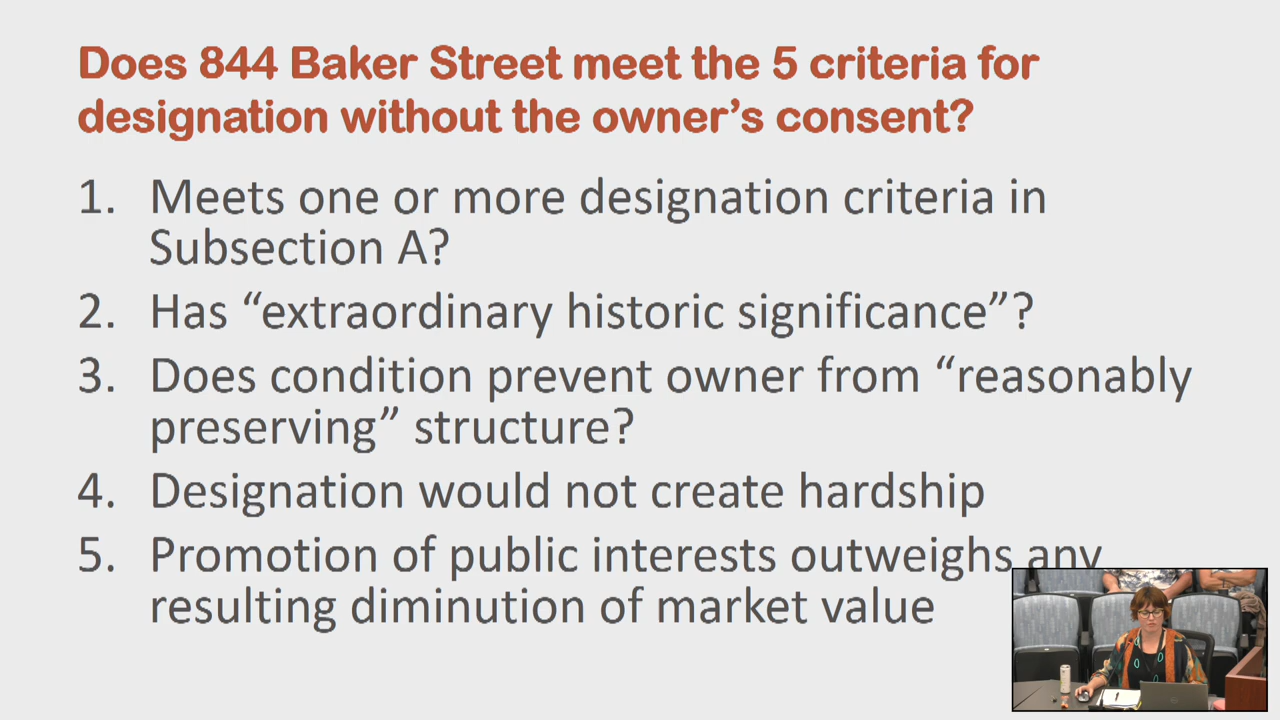 Does 844 Baker Street meet the 5 criteria for
designation without the owner’s consent?
1. Meets one or more designation criteria in
Subsection A?
2. Has “extraordinary historic significance”?
3. Does condition prevent owner from “reasonably
preserving” structure?
4. Designation would not create hardship
5. Promotion of public interests outweighs any
resulting diminution of market value